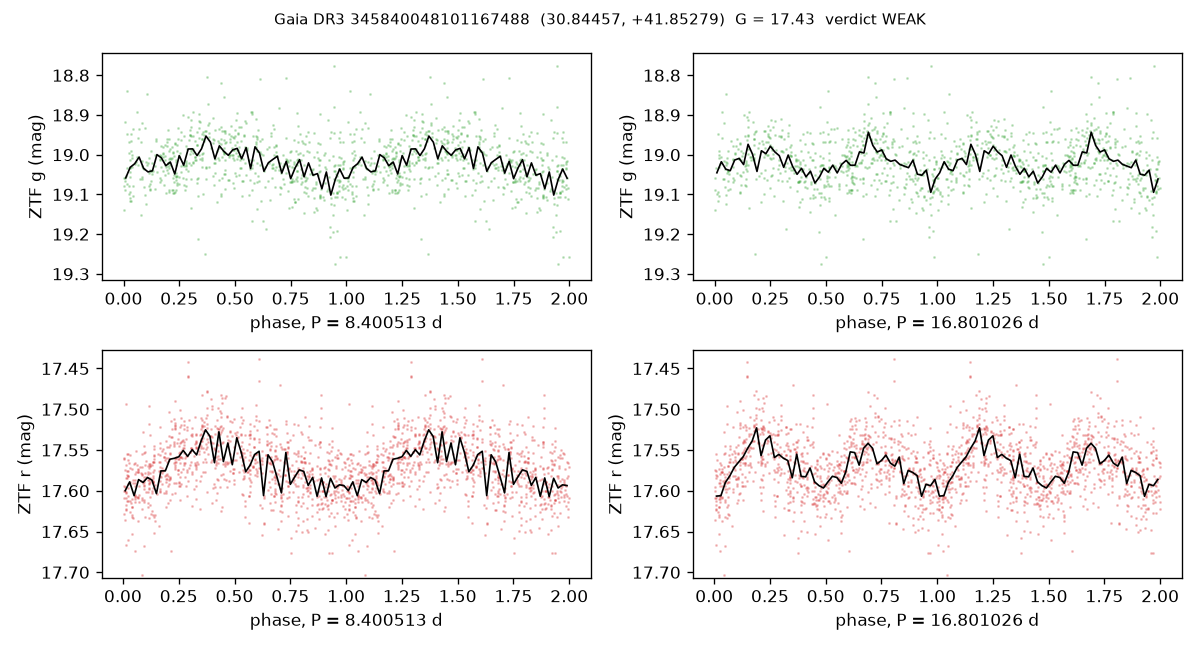 Gaia DR3 345840048101167488  (30.84457, +41.85279)  G = 17.43  verdict WEAK
ZTF g (mag)
18.8
18.9
19.0
19.1
19.2
19.3
0.00 0.25 0.50 0.75 1.00 1.25 1.50 1.75 2.00
phase, P = 8.400513 d
ZTF g (mag)
18.8
18.9
19.0
19.1
19.2
19.3
0.00 0.25 0.50 0.75 1.00 1.25 1.50 1.75 2.00
phase, P = 16.801026 d
ZTF r (mag)
17.45
17.50
17.55
17.60
17.65
17.70
0.00 0.25 0.50 0.75 1.00 1.25 1.50 1.75 2.00
phase, P = 8.400513 d
ZTF r (mag)
17.45
17.50
17.55
17.60
17.65
17.70
0.00 0.25 0.50 0.75 1.00 1.25 1.50 1.75 2.00
phase, P = 16.801026 d